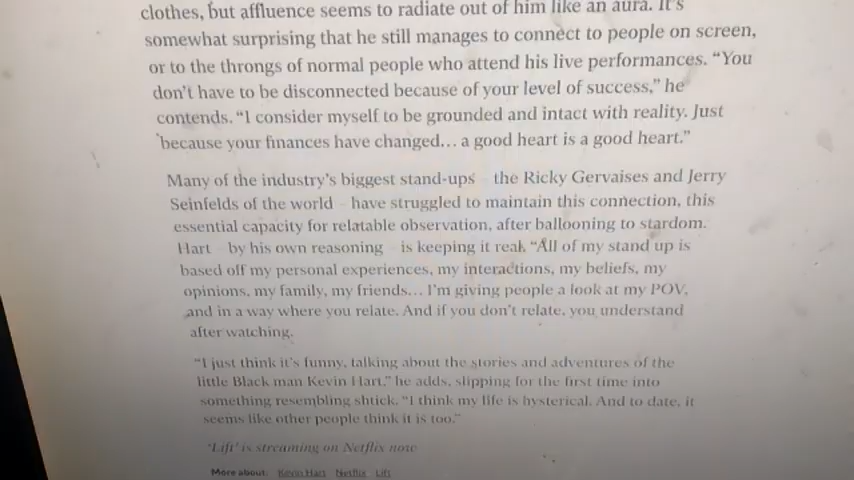 clothes, but affluence seems to radiate out of him like an aura. It's
somewhat surprising that he still manages to connect to people on screen,
or to the throngs of normal people who attend his live performances. “You
don't have to be disconnected because of your level of success,” he
contends. “I consider myself to be grounded and intact with reality. Just
because your finances have changed… a good heart is a good heart.”
Many of the industry's biggest stand-ups – the Ricky Gervaises and Jerry
Seinfelds of the world – have struggled to maintain this connection, this
essential capacity for relatable observation, after ballooning to stardom.
Hart – by his own reasoning – is keeping it real. “All of my stand up is
based off my personal experiences, my interactions, my beliefs, my
opinions, my family, my friends… I'm giving people a look at my POV,
and in a way where you relate. And if you don't relate, you understand
after watching.
“I just think it's funny, talking about the stories and adventures of the
little Black man Kevin Hart,” he adds, slipping for the first time into
something resembling shtick. “I think my life is hysterical. And to date, it
seems like other people think it is too.”
'Lift' is streaming on Netflix now
More about: Kevin Hart Netflix Lift